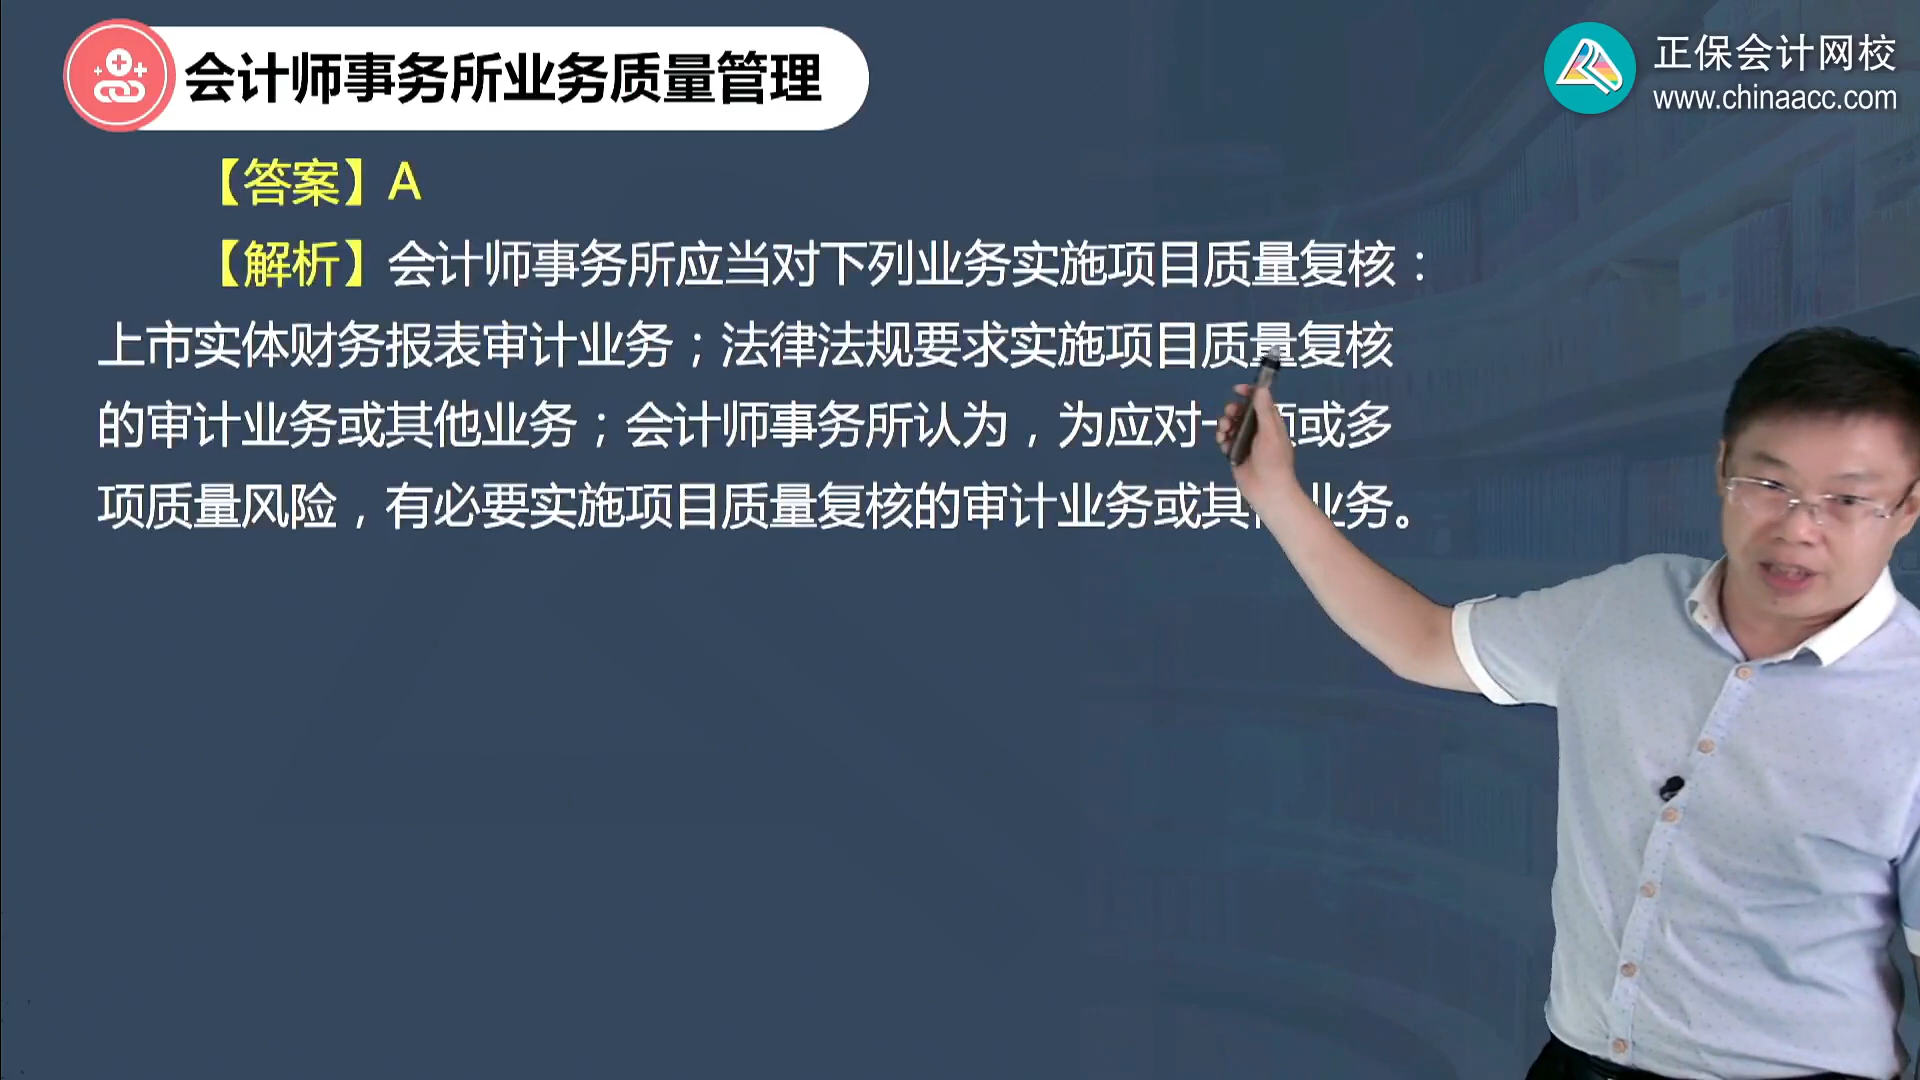 会计师事务所业务质量管理
正保会计网校
www.chinaacc.com
【答案】A
【解析】会计师事务所应当对下列业务实施项目质量复核：
上市实体财务报表审计业务；法律法规要求实施项目质量复核
的审计业务或其他业务；会计师事务所认为，为应对一项或多
项质量风险，有必要实施项目质量复核的审计业务或其他业务。